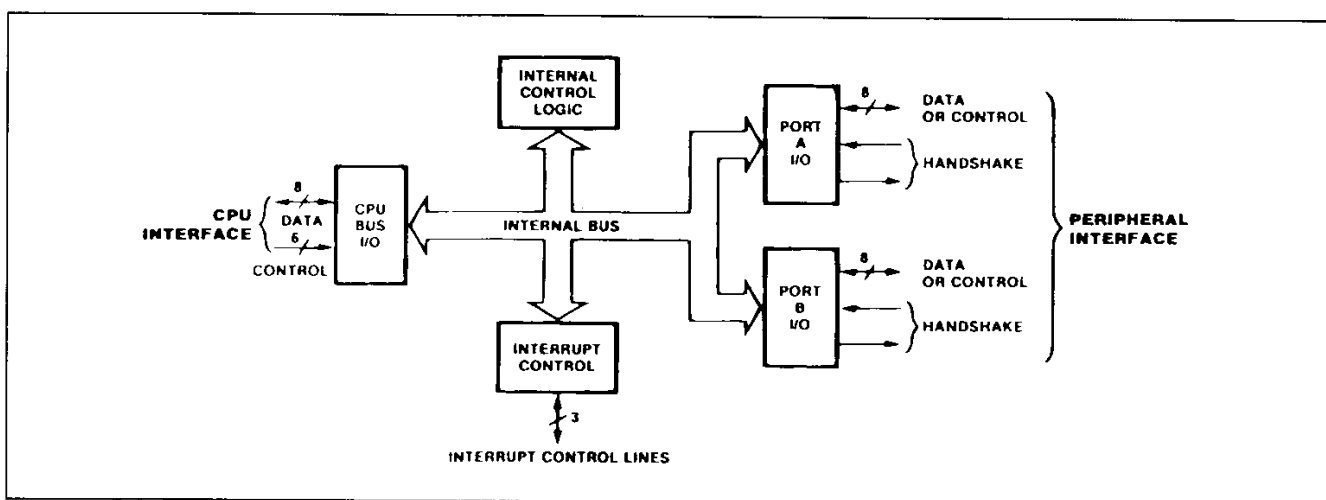 INTERNAL
CONTROL
LOGIC
CPU
INTERFACE
8
DATA
6
CONTROL
CPU
BUS
I/O
INTERNAL BUS
INTERRUPT
CONTROL
3
INTERRUPT CONTROL LINES
PORT
A
I/O
8
DATA
OR CONTROL
HANDSHAKE
PORT
B
I/O
8
DATA
OR CONTROL
HANDSHAKE
PERIPHERAL
INTERFACE